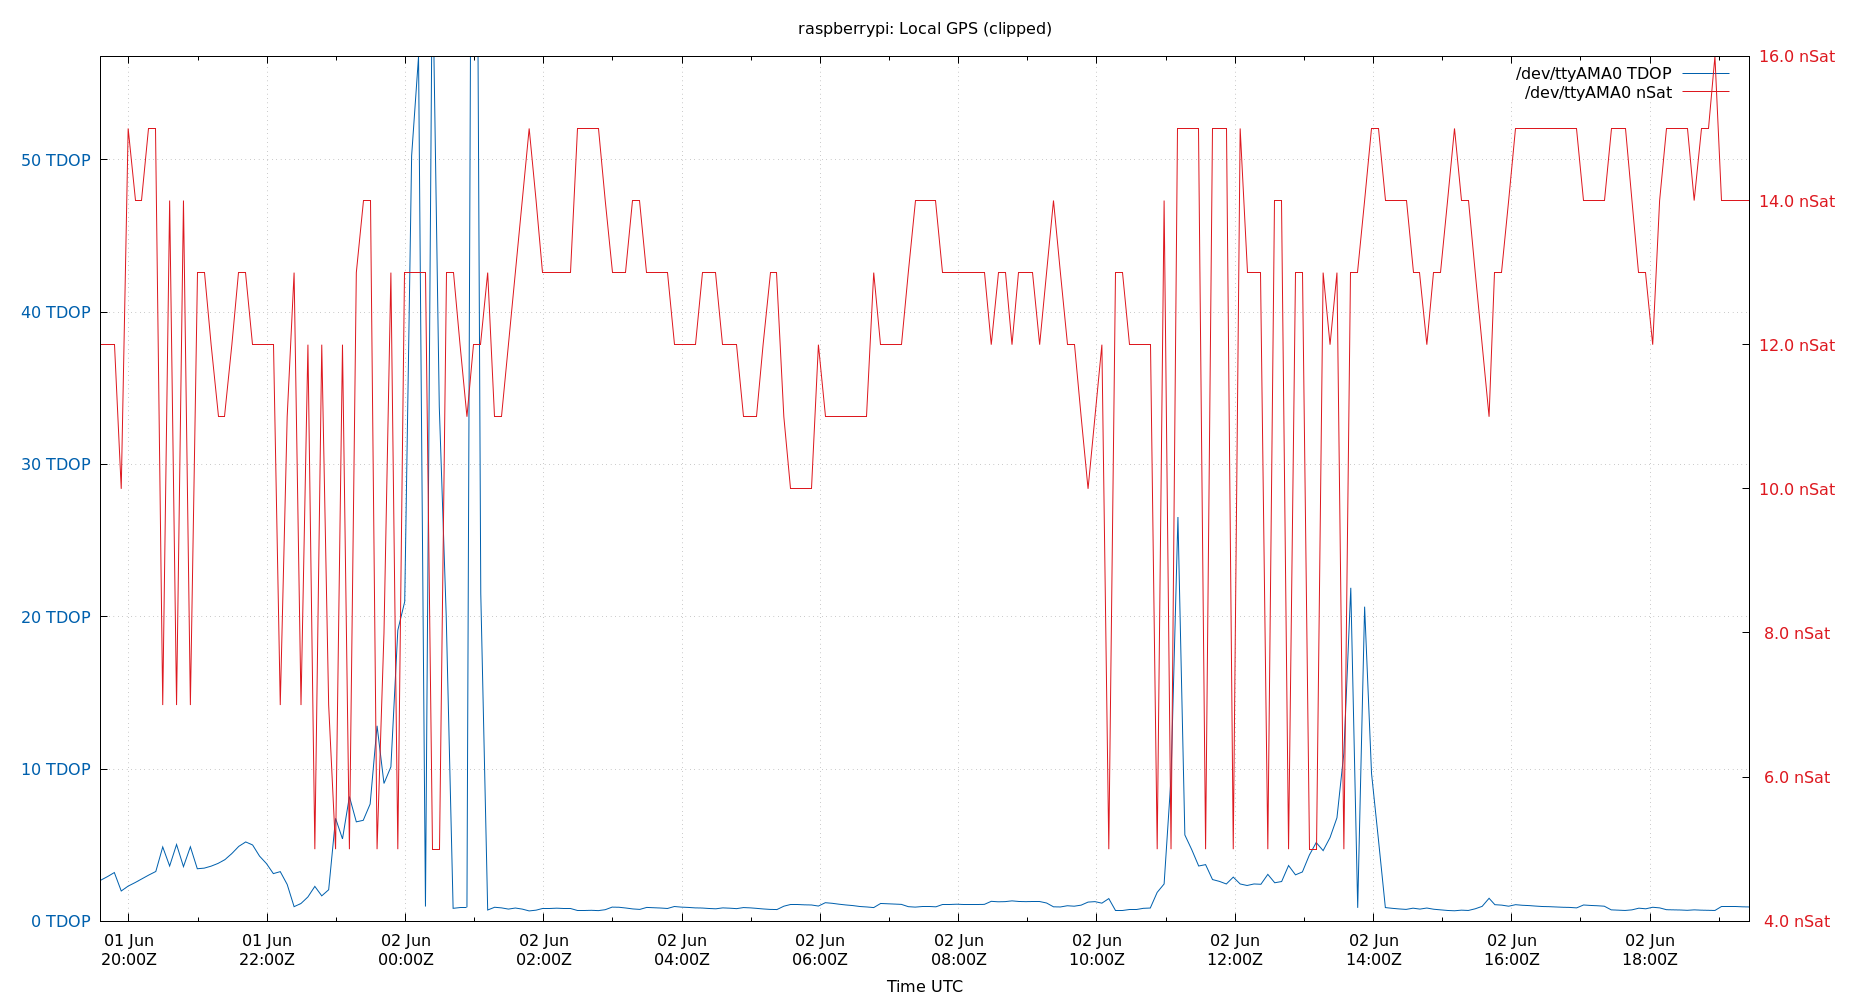 raspberrypi: Local GPS (clipped)
/dev/ttyAMA0 TDOP
/dev/ttyAMA0 nSat
50 TDOP
40 TDOP
30 TDOP
20 TDOP
10 TDOP
0 TDOP
16.0 nSat
14.0 nSat
12.0 nSat
10.0 nSat
8.0 nSat
6.0 nSat
4.0 nSat
01 Jun
20:00Z
01 Jun
22:00Z
02 Jun
00:00Z
02 Jun
02:00Z
02 Jun
04:00Z
02 Jun
06:00Z
02 Jun
08:00Z
02 Jun
10:00Z
02 Jun
12:00Z
02 Jun
14:00Z
02 Jun
16:00Z
02 Jun
18:00Z
Time UTC